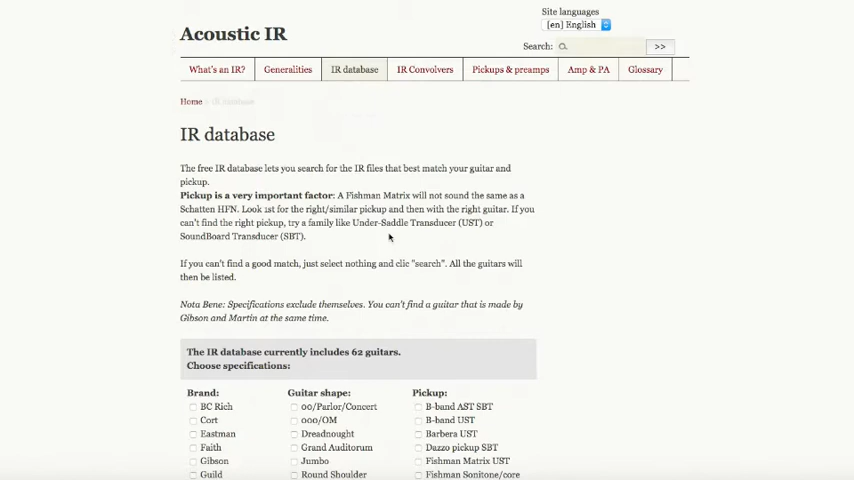 Site languages
[en] English
Acoustic IR
Search:
>>
What's an IR?
Generalities
IR database
IR Convolvers
Pickups & preamps
Amp & PA
Glossary
Home » IR database
IR database
The free IR database lets you search for the IR files that best match your guitar and
pickup.
Pickup is a very important factor: A Fishman Matrix will not sound the same as a
Schatten HFN. Look 1st for the right/similar pickup and then with the right guitar. If you
can't find the right pickup, try a family like Under-Saddle Transducer (UST) or
SoundBoard Transducer (SBT).
If you can't find a good match, just select nothing and clic "search". All the guitars will
then be listed.
Nota Bene: Specifications exclude themselves. You can't find a guitar that is made by
Gibson and Martin at the same time.
The IR database currently includes 62 guitars.
Choose specifications:
Brand:
BC Rich
Cort
Eastman
Faith
Gibson
Guild
Guitar shape:
00/Parlor/Concert
000/OM
Dreadnought
Grand Auditorum
Jumbo
Round Shoulder
Pickup:
B-band AST SBT
B-band UST
Barbera UST
Dazzo pickup SBT
Fishman Matrix UST
Fishman Sonitone/core